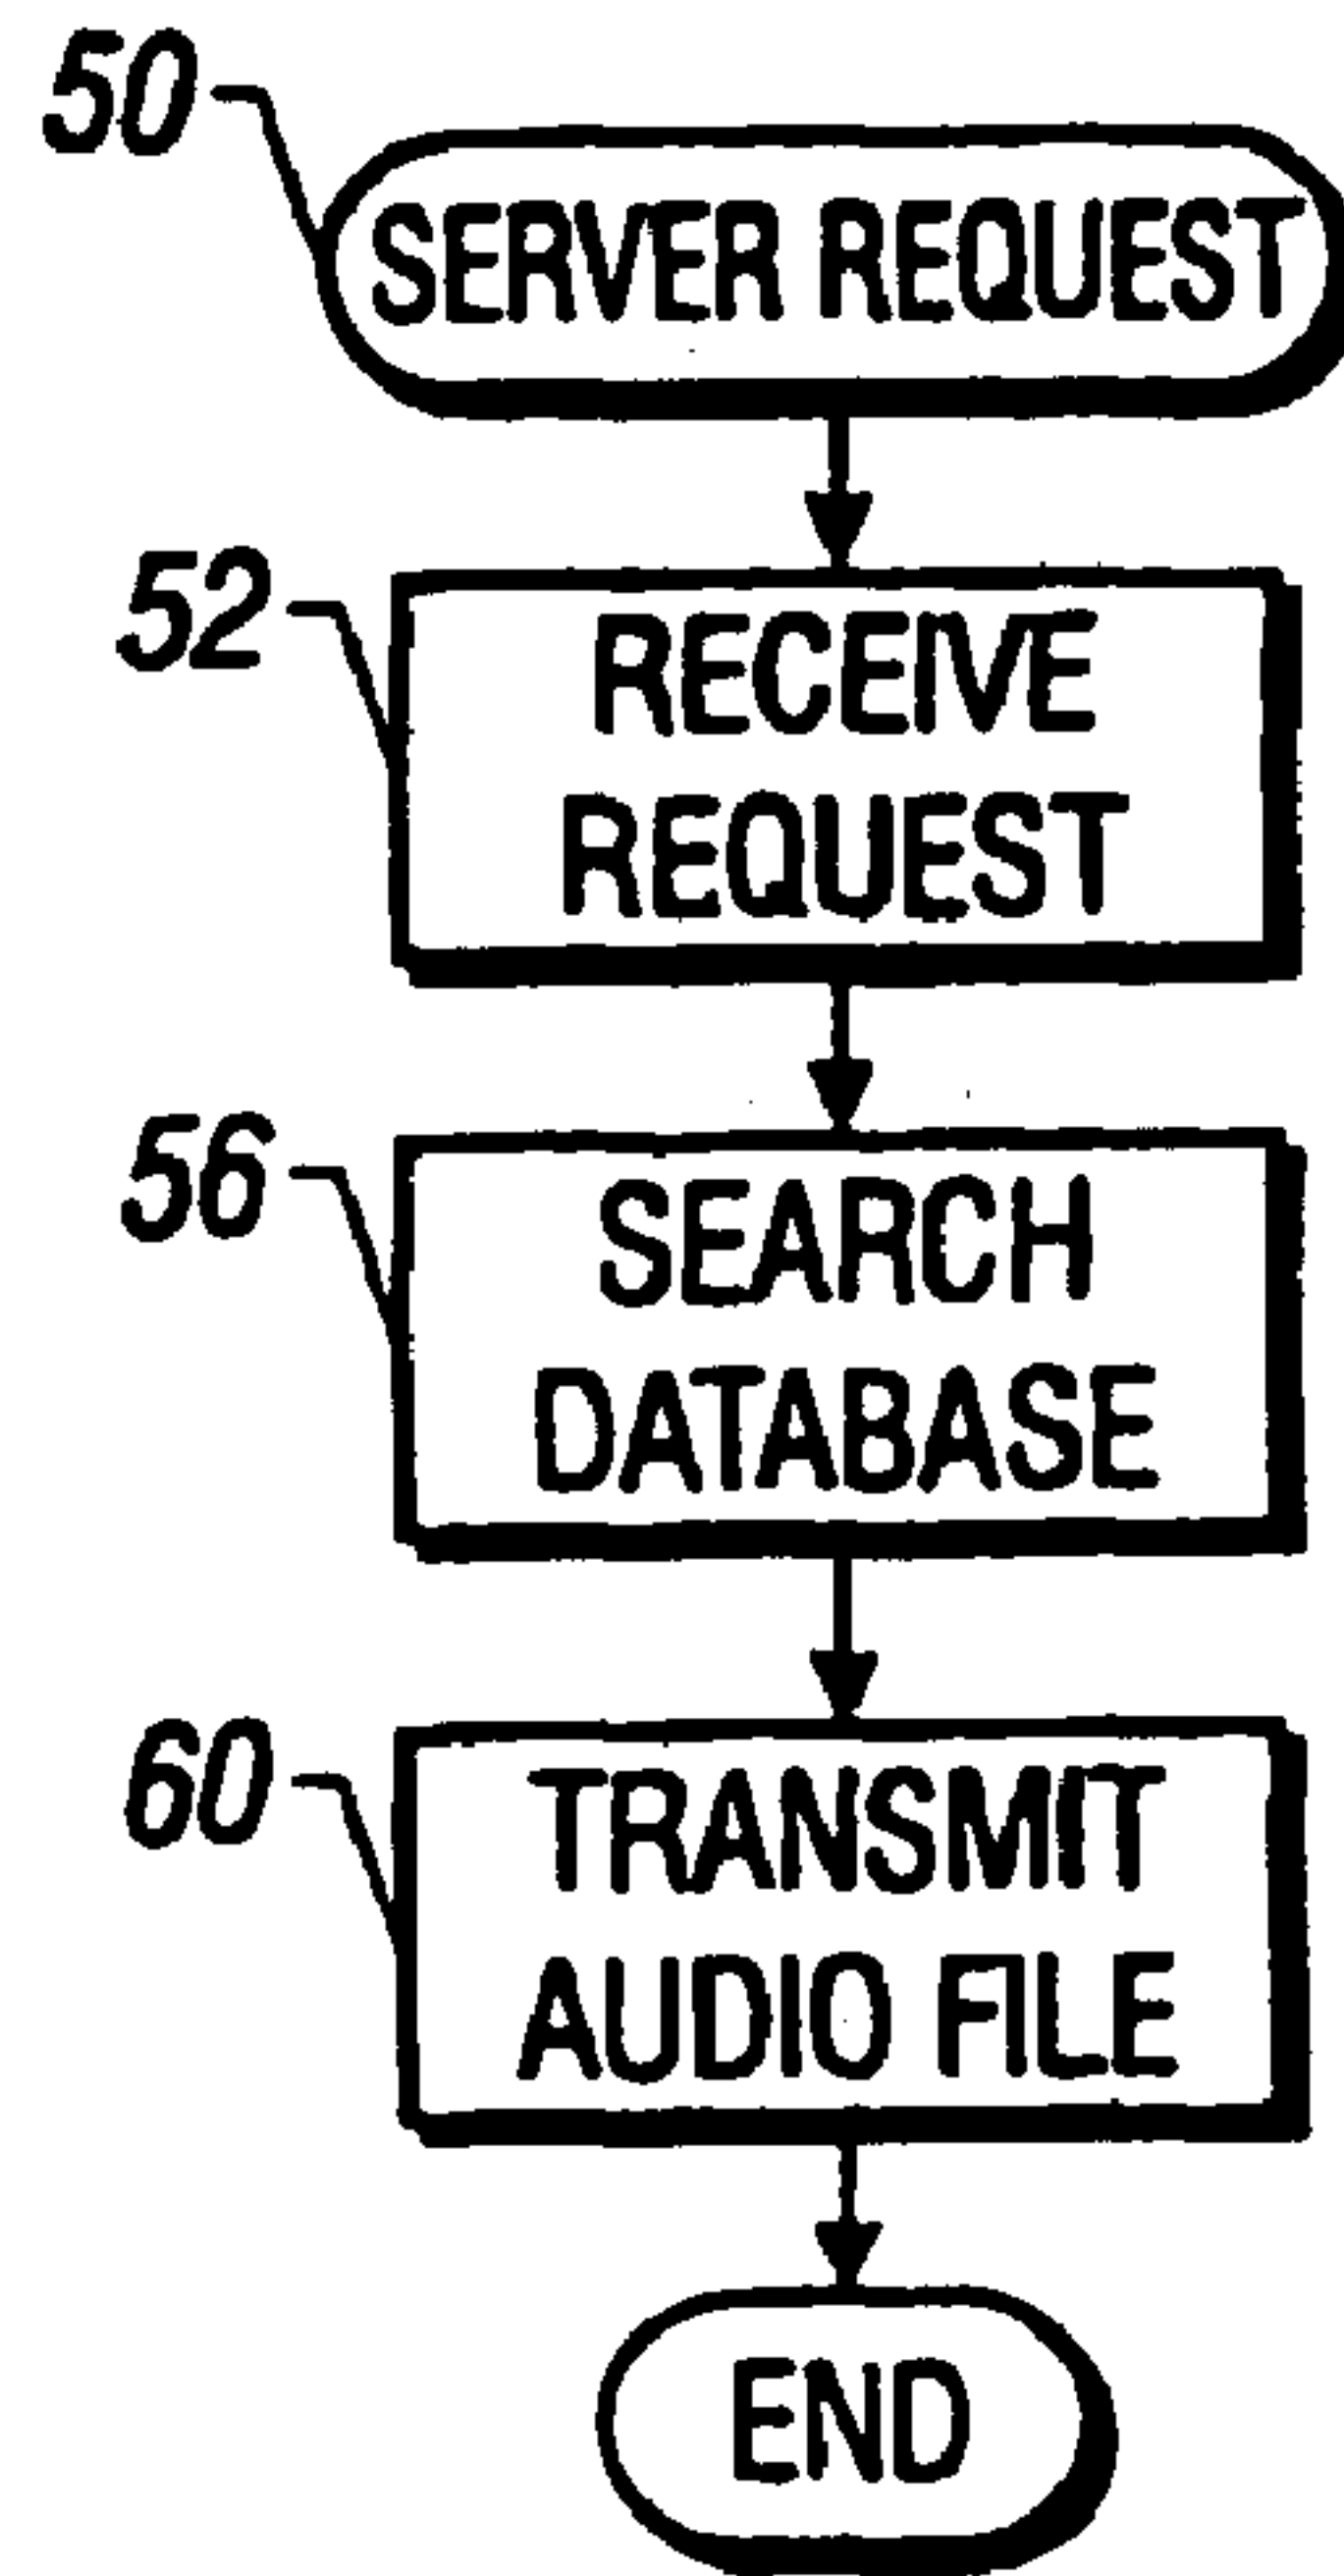 50
SERVER REQUEST
52
RECEIVE
REQUEST
56
SEARCH
DATABASE
60
TRANSMIT
AUDIO FILE
END